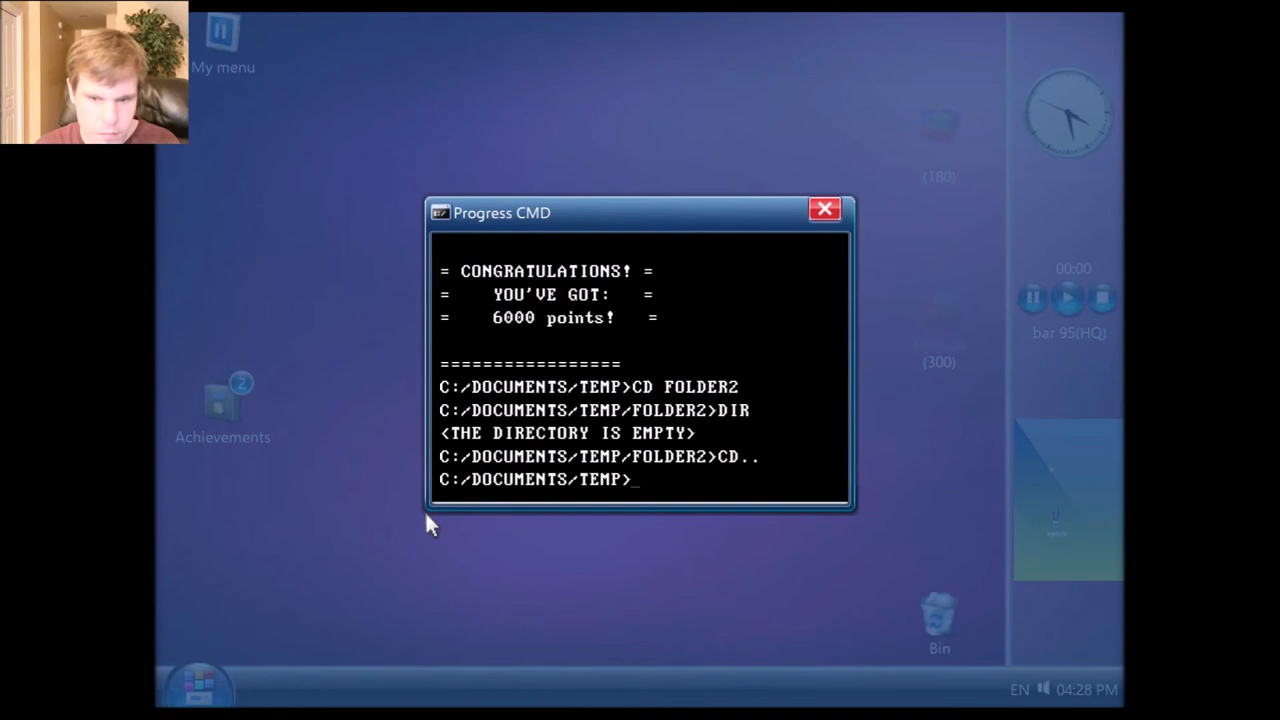 My menu
(180)
Progress CMD
= CONGRATULATIONS! =
= YOU'VE GOT: =
= 6000 points! =
=================
C:/DOCUMENTS/TEMP>CD FOLDER2
C:/DOCUMENTS/TEMP/FOLDER2>DIR
<THE DIRECTORY IS EMPTY>
C:/DOCUMENTS/TEMP/FOLDER2>CD..
C:/DOCUMENTS/TEMP>_
00:00
bar 95(HQ)
(300)
2
Achievements
Bin
EN 04:28 PM